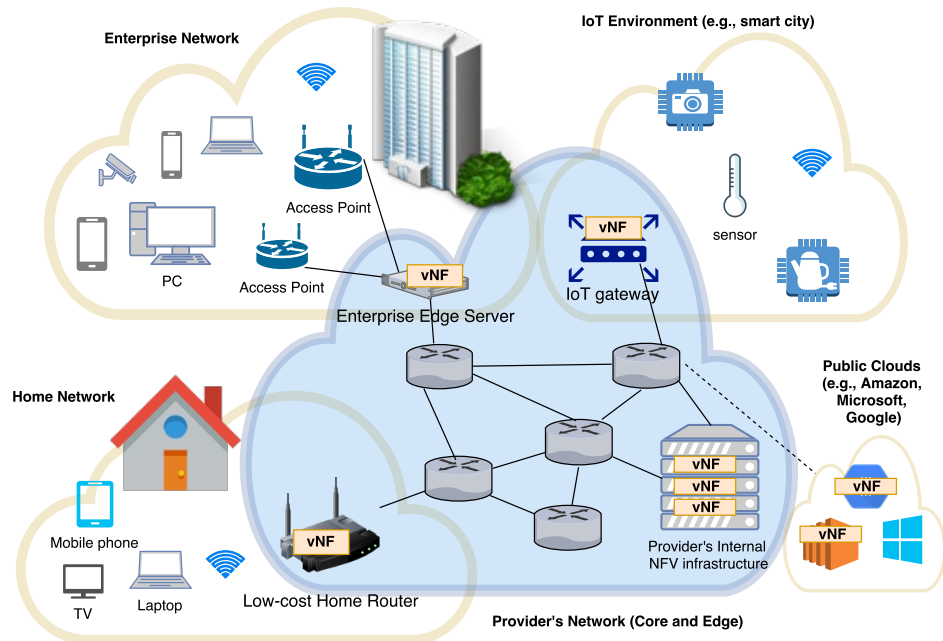 IoT Environment (e.g., smart city)
Enterprise Network
Access Point
vNF
sensor
PC
Access Point
vNF
IoT gateway
Enterprise Edge Server
Public Clouds
(e.g., Amazon,
Microsoft,
Google)
Home Network
vNF
vNF
vNF
vNF
vNF
vNF
Mobile phone
Provider's Internal
NFV infrastructure
TV
Laptop
Low-cost Home Router
Provider's Network (Core and Edge)